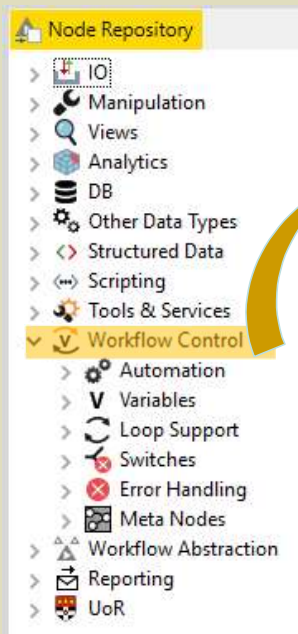 Node Repository
IO
Manipulation
Views
Analytics
DB
Other Data Types
Structured Data
Scripting
Tools & Services
Workflow Control
Automation
V Variables
Loop Support
Switches
Error Handling
Meta Nodes
Workflow Abstraction
Reporting
UoR